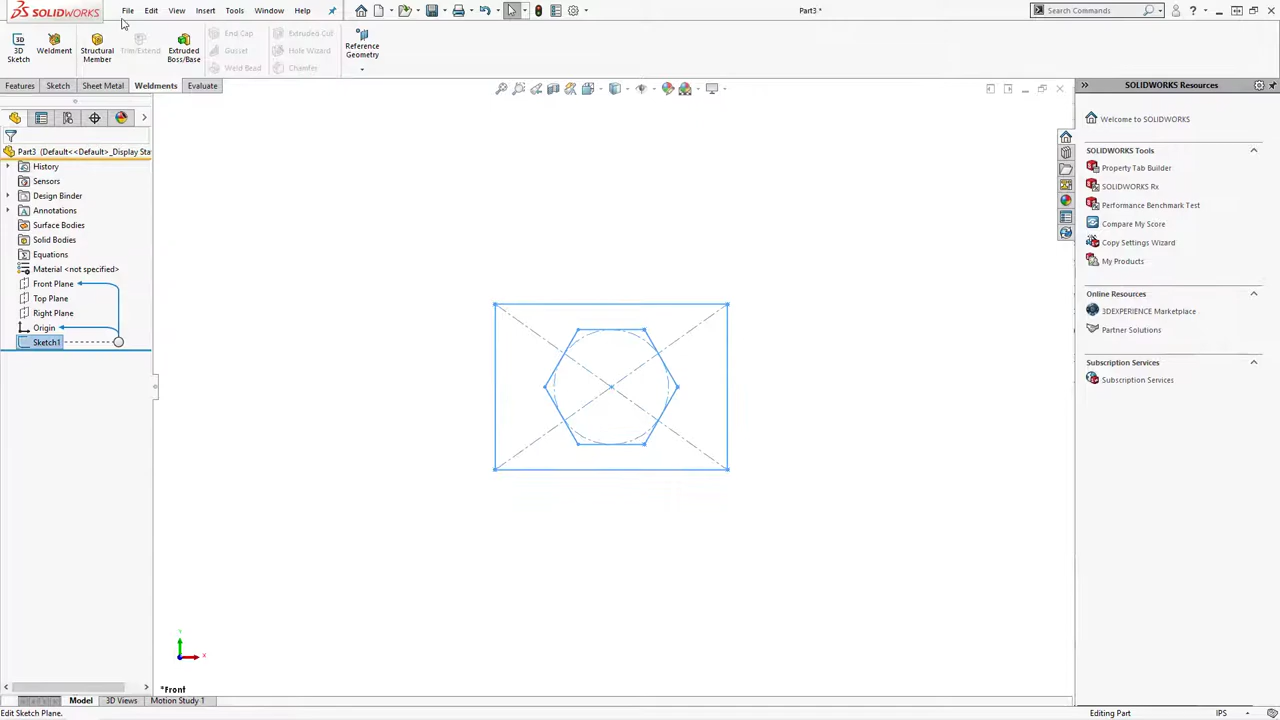 SOLIDWORKS File Edit View Insert Tools Window Help Part3 * Search Commands ?
3D Sketch Weldment Structural Member Trim/Extend Extruded Boss/Base End Cap Extruded Cut Reference Geometry
Gusset Hole Wizard
Weld Bead Chamfer
Features Sketch Sheet Metal Weldments Evaluate
SOLIDWORKS Resources
Part3 (Default<<Default>_Display Sta
History
Sensors
Design Binder
Annotations
Surface Bodies
Solid Bodies
Equations
Material <not specified>
Front Plane
Top Plane
Right Plane
Origin
Sketch1
Welcome to SOLIDWORKS
SOLIDWORKS Tools
Property Tab Builder
SOLIDWORKS Rx
Performance Benchmark Test
Compare My Score
Copy Settings Wizard
My Products
Online Resources
3DEXPERIENCE Marketplace
Partner Solutions
Subscription Services
Subscription Services
Y
X
*Front
Model 3D Views Motion Study 1
Edit Sketch Plane. Editing Part IPS